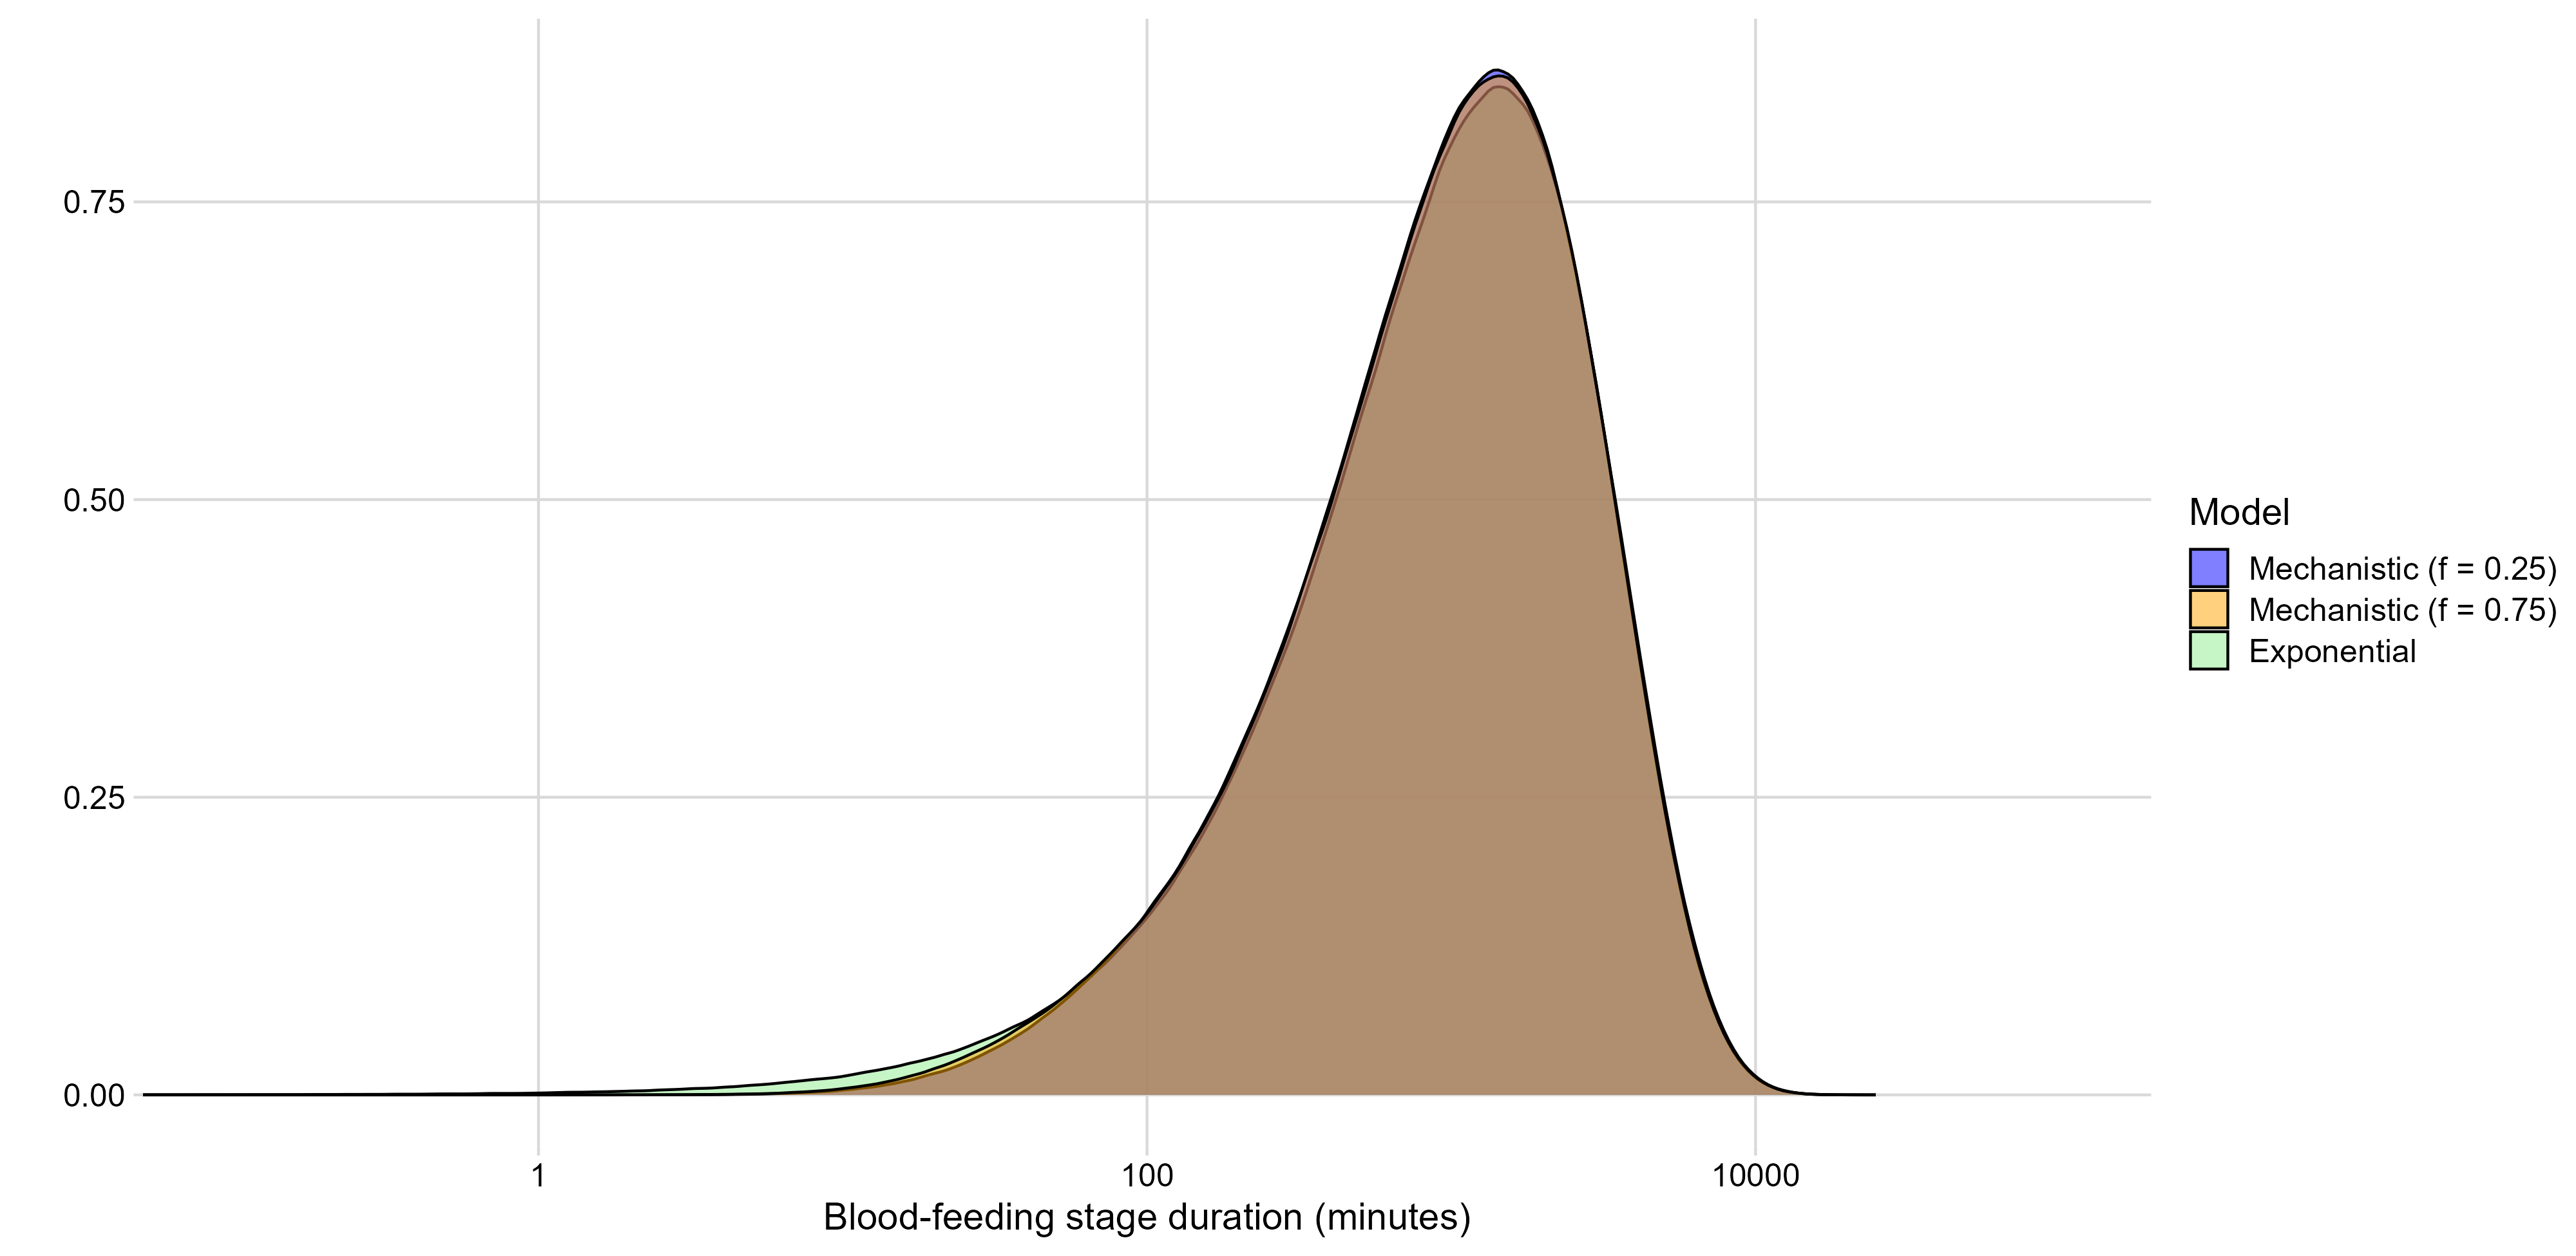 0.75
0.50
0.25
0.00
1
100
10000
Blood-feeding stage duration (minutes)
Model
Mechanistic (f = 0.25)
Mechanistic (f = 0.75)
Exponential